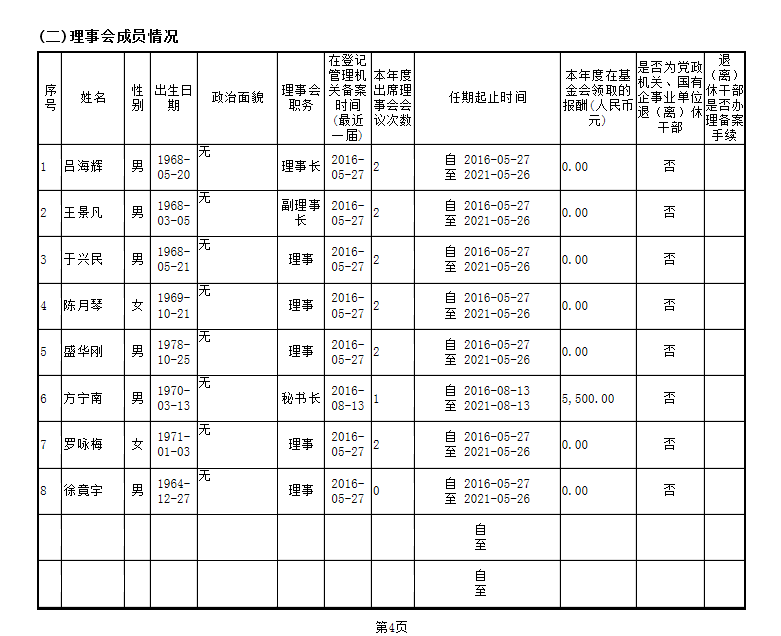 (二)理事会成员情况
序号 姓名 性别 出生日期 政治面貌 理事会职务 在登记管理机关备案时间(最近一届) 本年度出席理事会会议次数 任期起止时间 本年度在基金会领取的报酬(人民币元) 是否为党政机关、国有企事业单位退（离）休干部 退（离）休干部是否办理备案手续
1 吕海辉 男 1968-05-20 无 理事长 2016-05-27 2 自 2016-05-27 至 2021-05-26 0.00 否
2 王景凡 男 1968-03-05 无 副理事长 2016-05-27 2 自 2016-05-27 至 2021-05-26 0.00 否
3 于兴民 男 1968-05-21 无 理事 2016-05-27 2 自 2016-05-27 至 2021-05-26 0.00 否
4 陈月琴 女 1969-10-21 无 理事 2016-05-27 2 自 2016-05-27 至 2021-05-26 0.00 否
5 盛华刚 男 1978-10-25 无 理事 2016-05-27 2 自 2016-05-27 至 2021-05-26 0.00 否
6 方宁南 男 1970-03-13 无 秘书长 2016-08-13 1 自 2016-08-13 至 2021-08-13 5,500.00 否
7 罗咏梅 女 1971-01-03 无 理事 2016-05-27 2 自 2016-05-27 至 2021-05-26 0.00 否
8 徐竟宇 男 1964-12-27 无 理事 2016-05-27 0 自 2016-05-27 至 2021-05-26 0.00 否
自 至
自 至
第4页